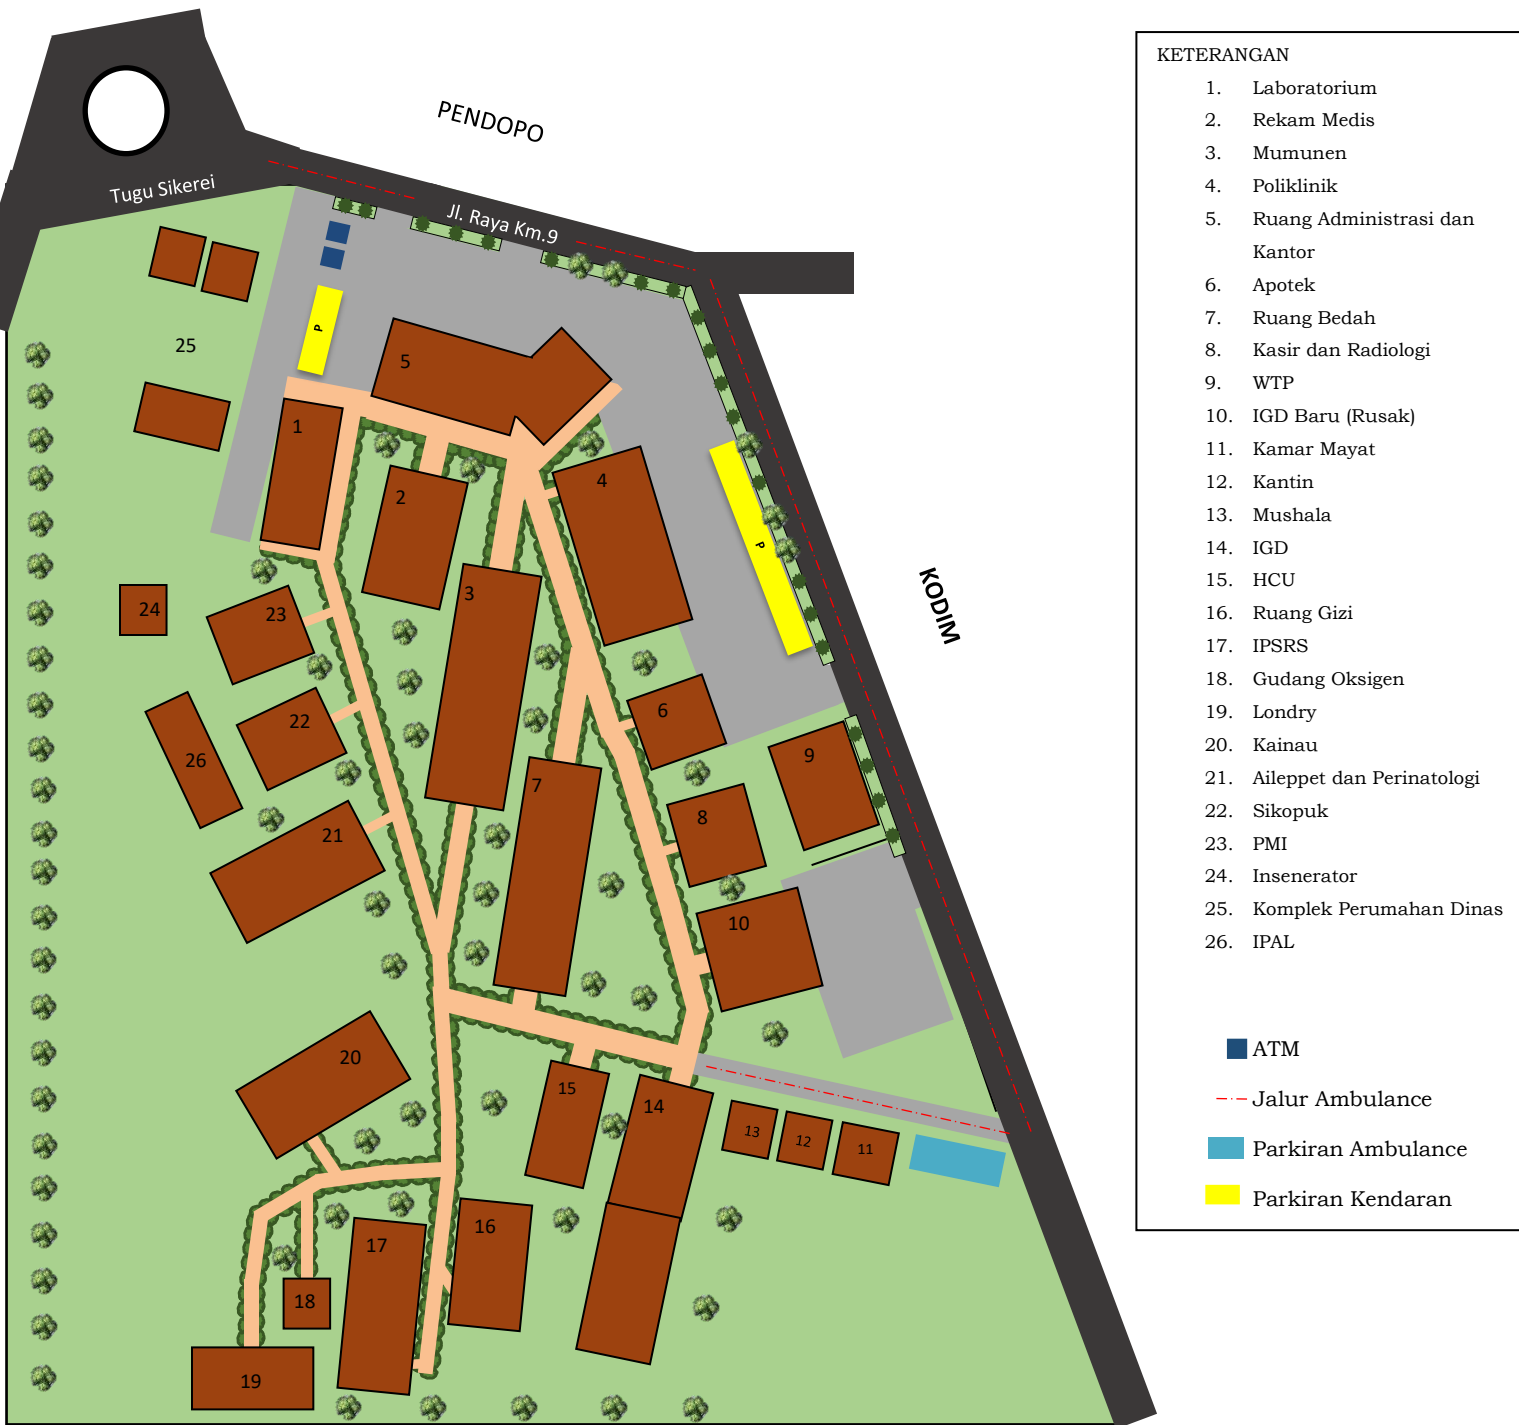 PENDOPO
Tugu Sikerei
Jl. Raya Km.9
KODIM
P
P
25
5
1
2
4
3
24
23
22
26
6
9
7
8
21
10
20
15
14
13
12
11
16
17
18
19
KETERANGAN
1. Laboratorium
2. Rekam Medis
3. Mumunen
4. Poliklinik
5. Ruang Administrasi dan
Kantor
6. Apotek
7. Ruang Bedah
8. Kasir dan Radiologi
9. WTP
10. IGD Baru (Rusak)
11. Kamar Mayat
12. Kantin
13. Mushala
14. IGD
15. HCU
16. Ruang Gizi
17. IPSRS
18. Gudang Oksigen
19. Londry
20. Kainau
21. Aileppet dan Perinatologi
22. Sikopuk
23. PMI
24. Insenerator
25. Komplek Perumahan Dinas
26. IPAL
ATM
Jalur Ambulance
Parkiran Ambulance
Parkiran Kendaran